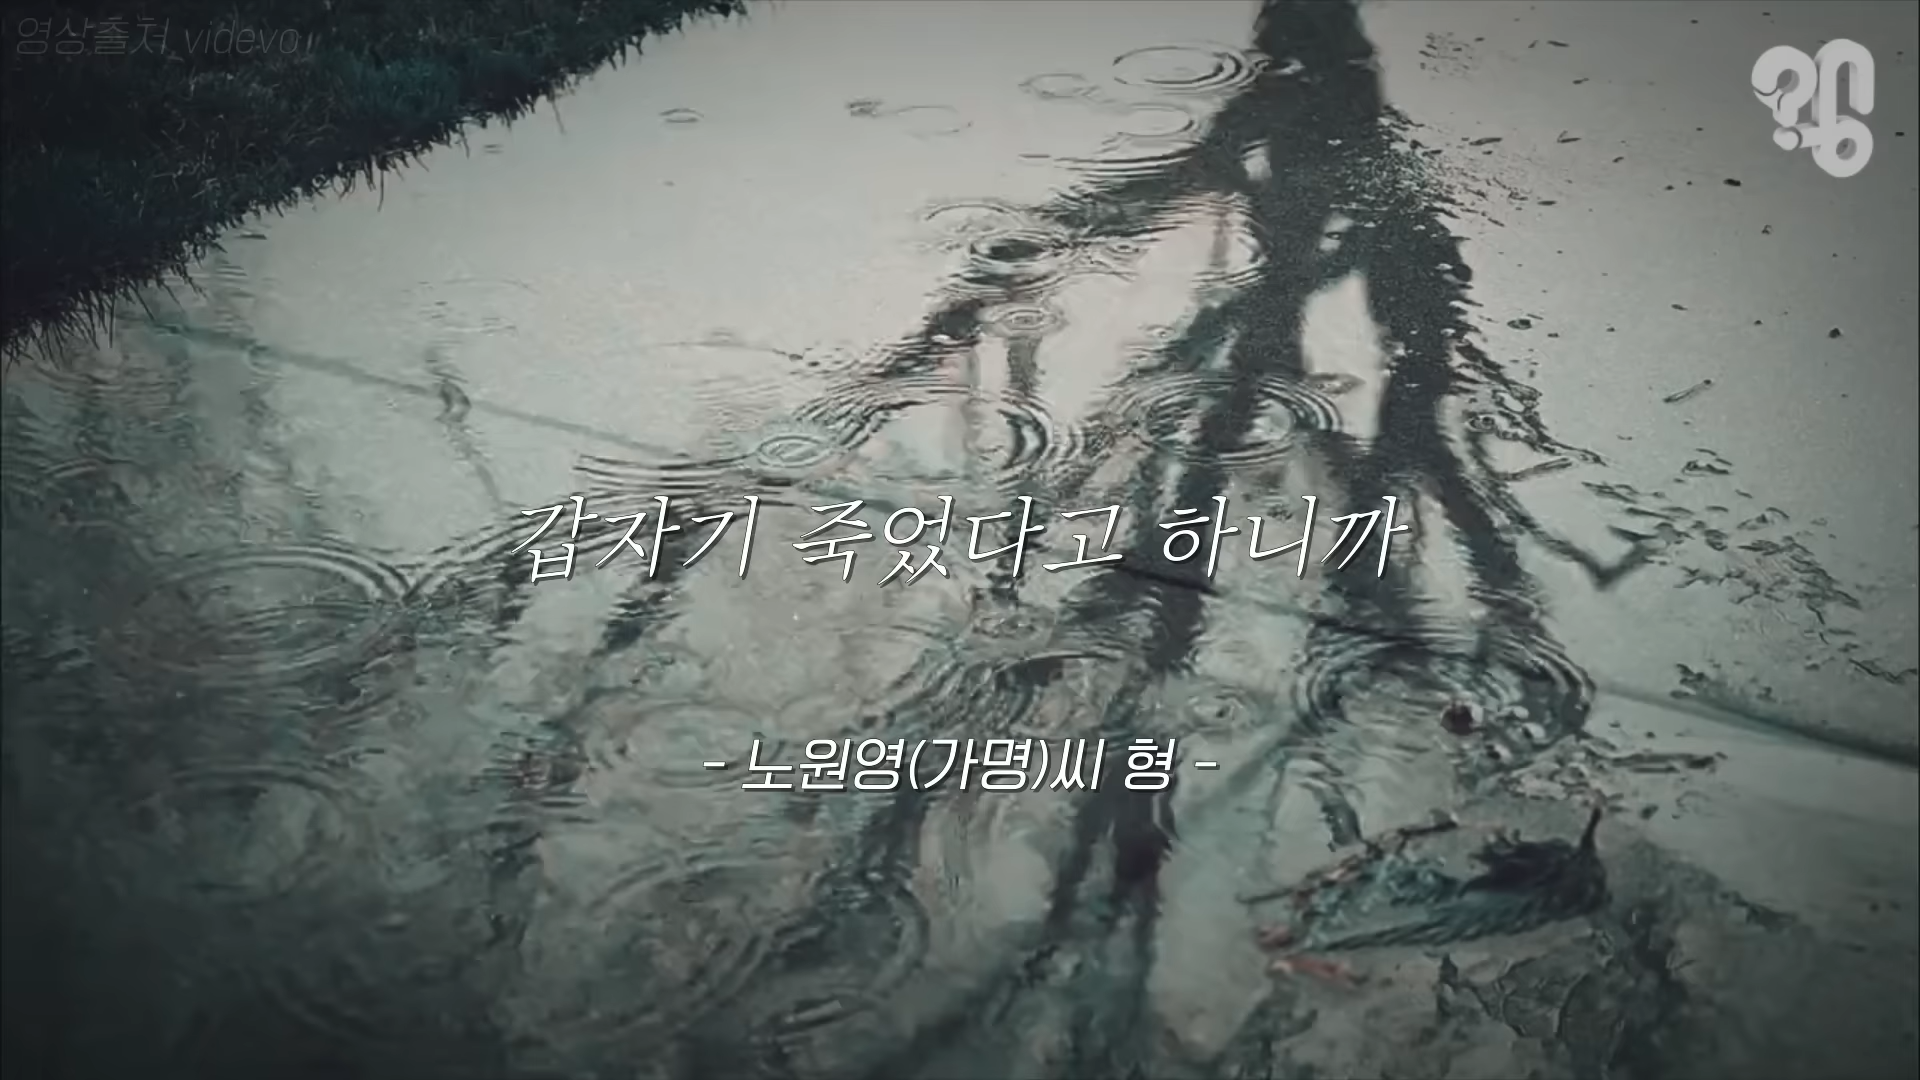 영상출처 videvo
갑자기 죽었다고 하니까
- 노원영(가명)씨 형 -